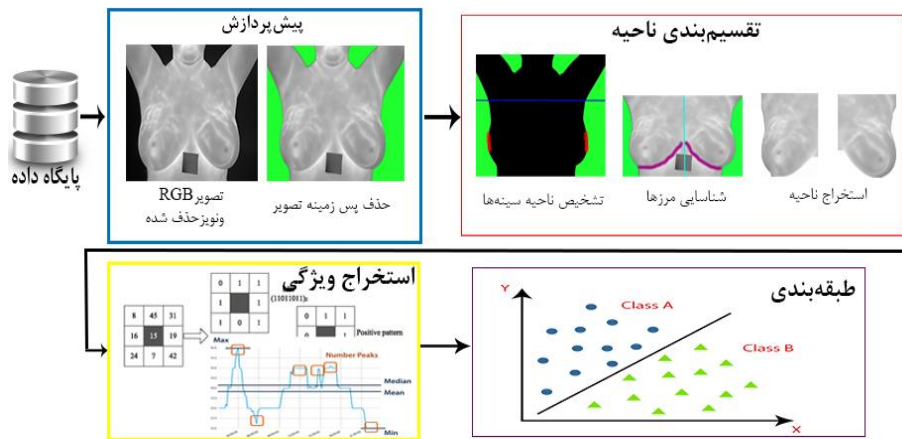 پیش‌پردازش
پایگاه داده
تصویر RGB
ونویزحذف شده
حذف پس زمینه تصویر
تقسیم‌بندی ناحیه
تشخیص ناحیه سینه‌ها
شناسایی مرزها
استخراج ناحیه
استخراج ویژگی
8 45 31
16 15 19
24 7 42
0 1 1
1 1
1 0 1
(11011011)₂
0 1 1
1 1
Positive pattern
Max
Number Peaks
Median
Mean
Min
طبقه‌بندی
Y
Class A
Class B
X